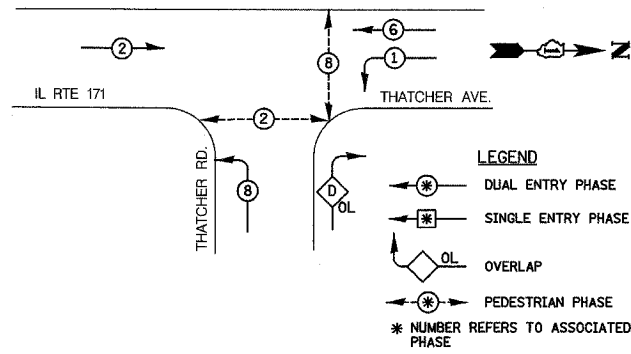 2
6
1
8
N
IL RTE 171
THATCHER AVE.
2
THATCHER RD.
8
D
OL
LEGEND
* DUAL ENTRY PHASE
* SINGLE ENTRY PHASE
OL OVERLAP
* PEDESTRIAN PHASE
* NUMBER REFERS TO ASSOCIATED
PHASE